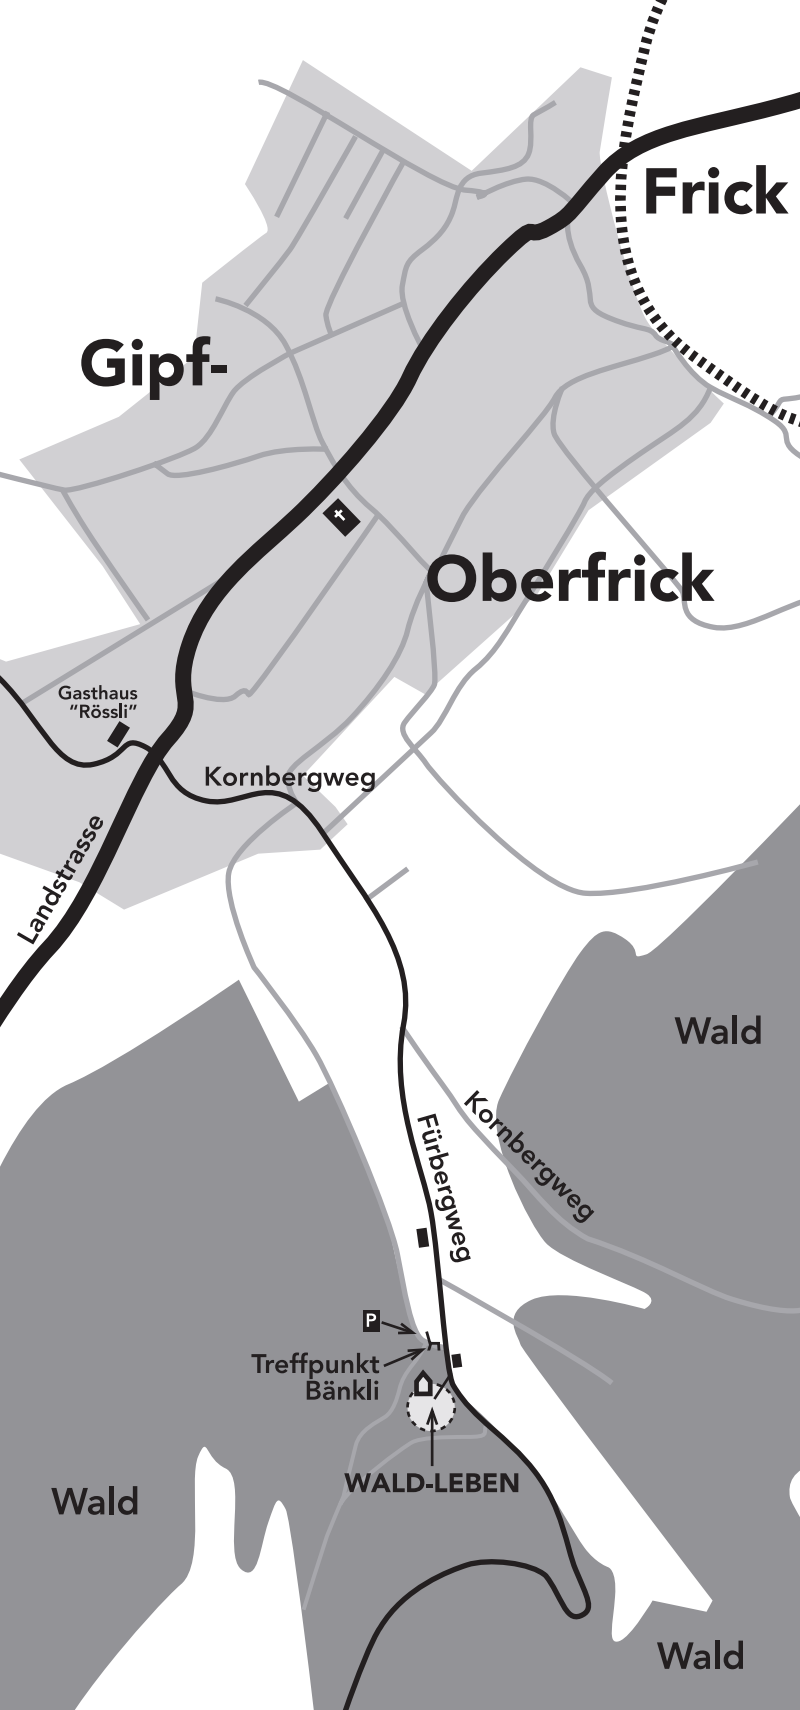 Frick
Gipf-
Oberfrick
Gasthaus
"Rössli"
Kornbergweg
Landstrasse
Wald
Kornbergweg
Fürbergweg
P
Treffpunkt
Bänkli
WALD-LEBEN
Wald
Wald